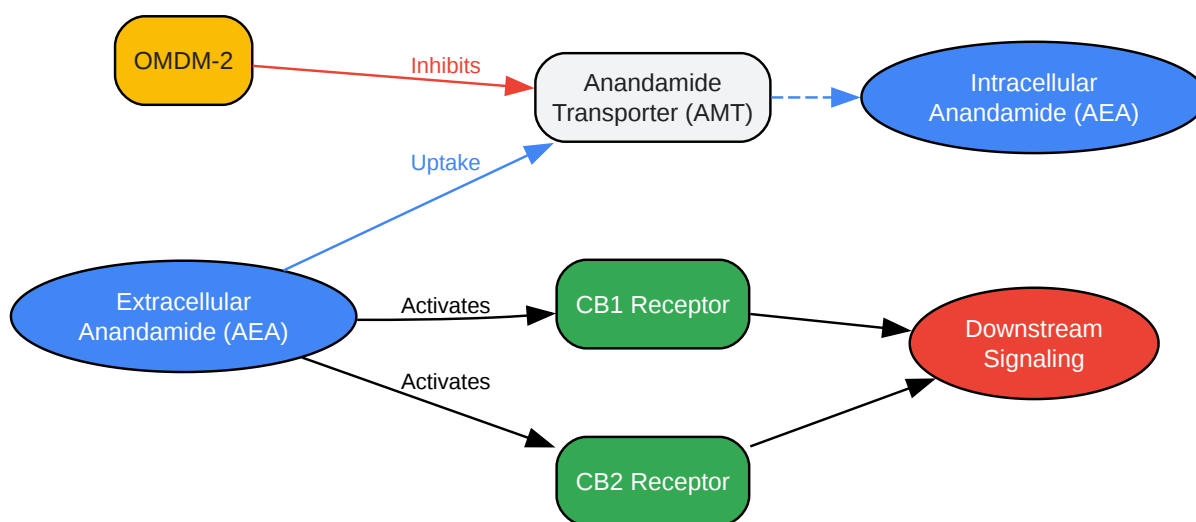 OMDM-2
Inhibits
Anandamide
Transporter (AMT)
Intracellular
Anandamide (AEA)
Uptake
Extracellular
Anandamide (AEA)
Activates
CB1 Receptor
Downstream
Signaling
Activates
CB2 Receptor